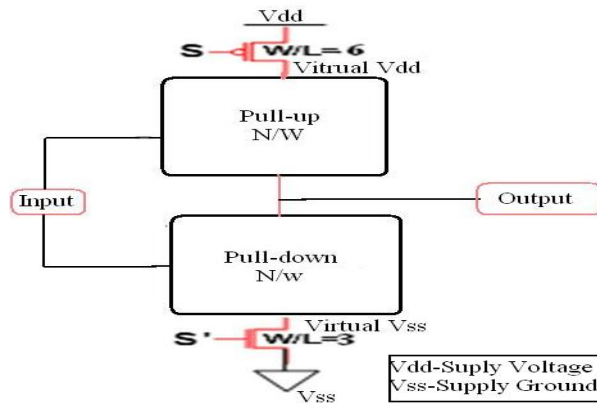 Vdd
S W/L= 6
Vitrual Vdd
Pull-up
N/W
Input
Output
Pull-down
N/w
Virtual Vss
S' W/L=3
Vss
Vdd-Suply Voltage
Vss-Supply Ground